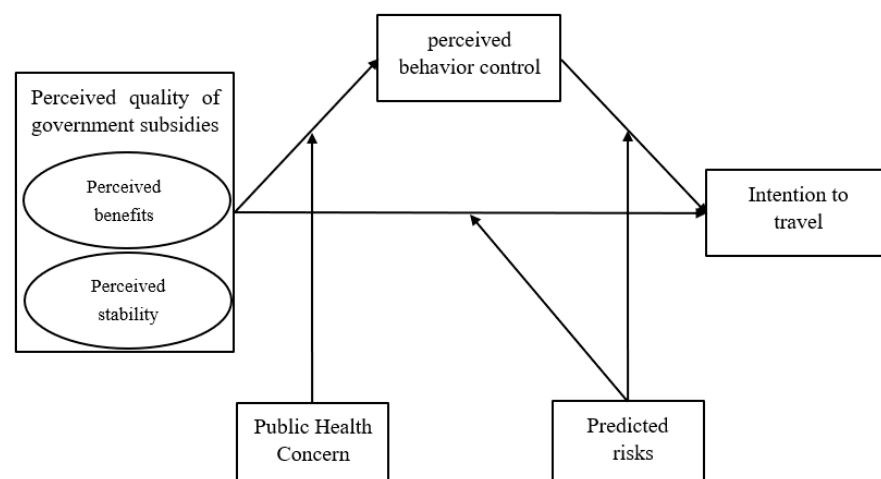 perceived
behavior control
Perceived quality of
government subsidies
Perceived
benefits
Perceived
stability
Intention to
travel
Public Health
Concern
Predicted
risks